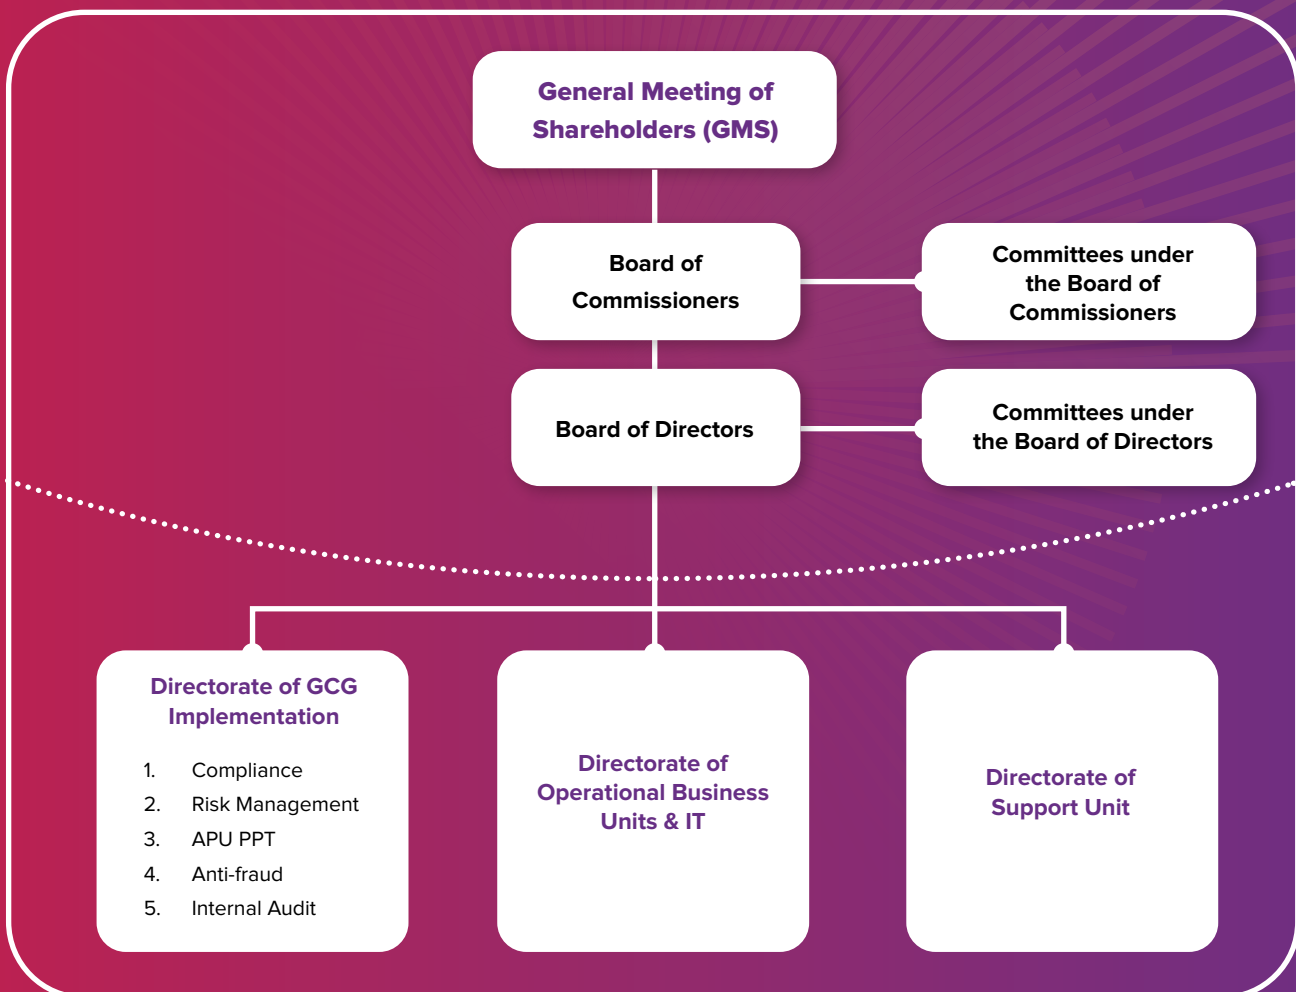 General Meeting of
Shareholders (GMS)
Board of
Commissioners
Committees under
the Board of
Commissioners
Board of Directors
Committees under
the Board of Directors
Directorate of GCG
Implementation
1. Compliance
2. Risk Management
3. APU PPT
4. Anti-fraud
5. Internal Audit
Directorate of
Operational Business
Units & IT
Directorate of
Support Unit